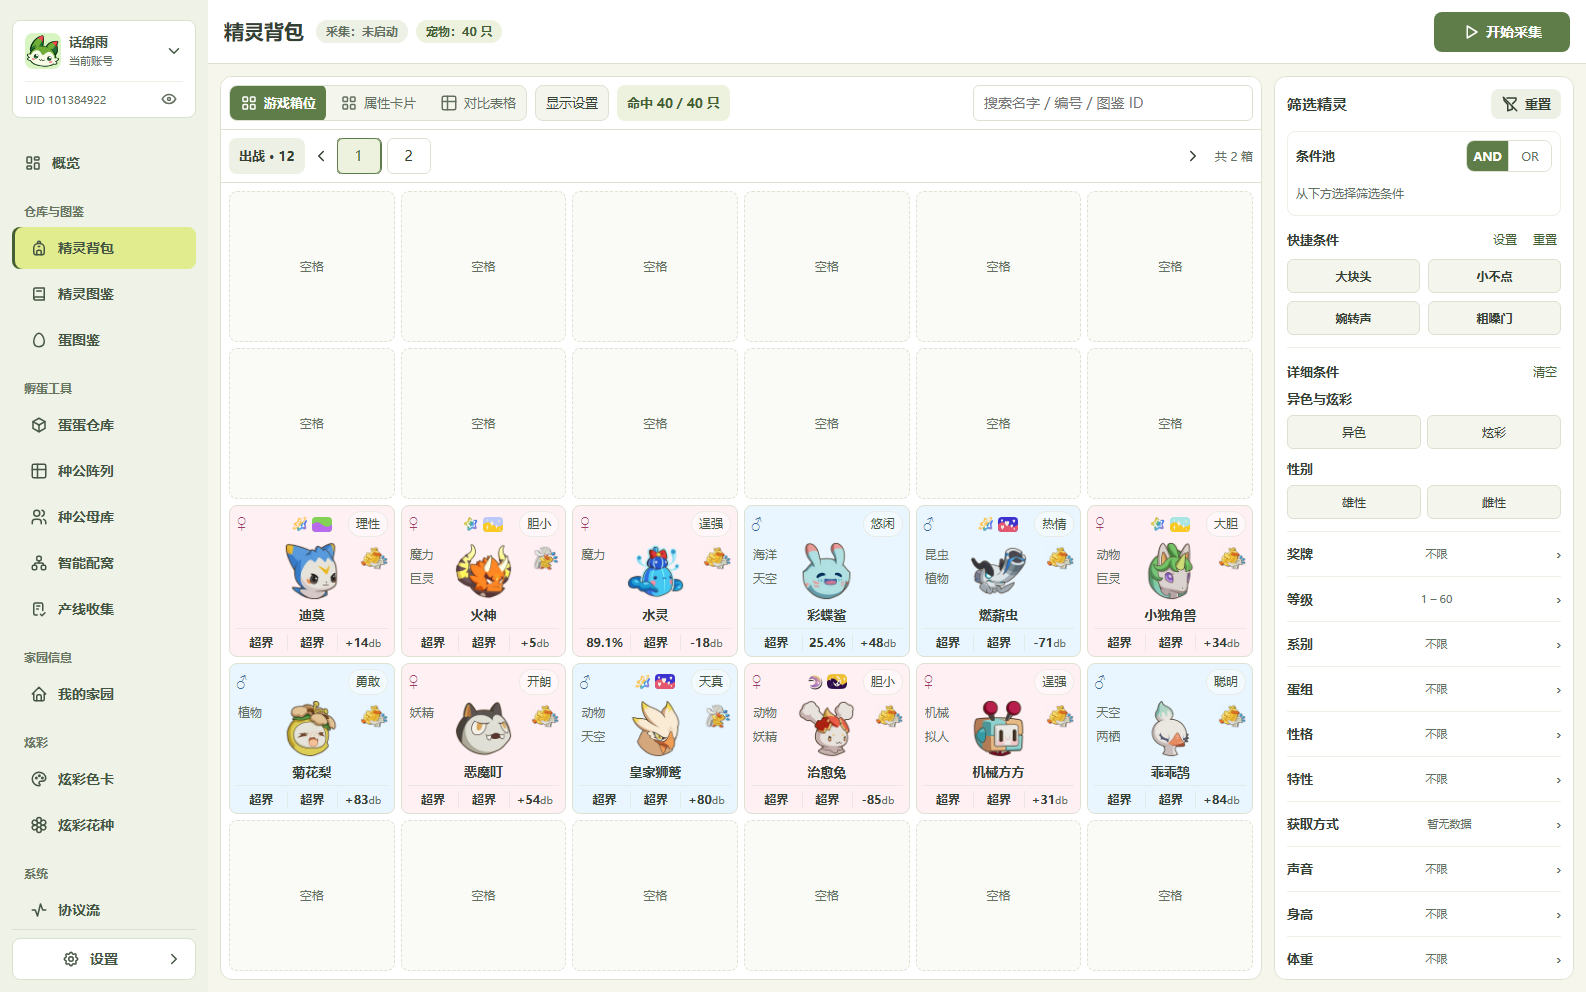 话绵雨
当前账号
UID 101384922
概览
仓库与图鉴
精灵背包
精灵图鉴
蛋图鉴
孵蛋工具
蛋蛋仓库
种公阵列
种公母库
智能配窝
产线收集
家园信息
我的家园
炫彩
炫彩色卡
炫彩花种
系统
协议流
设置
精灵背包 采集：未启动 宠物：40 只
开始采集
游戏箱位 属性卡片 对比表格 显示设置 命中 40 / 40 只
搜索名字 / 编号 / 图鉴 ID
出战 • 12 1 2
共 2 箱
空格 空格 空格 空格 空格 空格
空格 空格 空格 空格 空格 空格
♀ 理性
迪莫
超界 超界 +14db
♀ 胆小
魔力
巨灵
火神
超界 超界 +5db
♀ 逞强
魔力
水灵
89.1% 超界 -18db
♂ 悠闲
海洋
天空
彩蝶鲨
超界 25.4% +48db
♂ 热情
昆虫
植物
燃薪虫
超界 超界 -71db
♀ 大胆
动物
巨灵
小独角兽
超界 超界 +34db
♂ 勇敢
植物
菊花梨
超界 超界 +83db
♀ 开朗
妖精
恶魔叮
超界 超界 +54db
♂ 天真
动物
天空
皇家狮鹫
超界 超界 +80db
♀ 胆小
动物
妖精
治愈兔
超界 超界 -85db
♀ 逞强
机械
拟人
机械方方
超界 超界 +31db
♂ 聪明
天空
两栖
乖乖鹄
超界 超界 +84db
空格 空格 空格 空格 空格 空格
筛选精灵 重置
条件池 AND OR
从下方选择筛选条件
快捷条件 设置 重置
大块头 小不点
婉转声 粗嗓门
详细条件 清空
异色与炫彩
异色 炫彩
性别
雄性 雌性
奖牌 不限 ›
等级 1 – 60 ›
系别 不限 ›
蛋组 不限 ›
性格 不限 ›
特性 不限 ›
获取方式 暂无数据 ›
声音 不限 ›
身高 不限 ›
体重 不限 ›